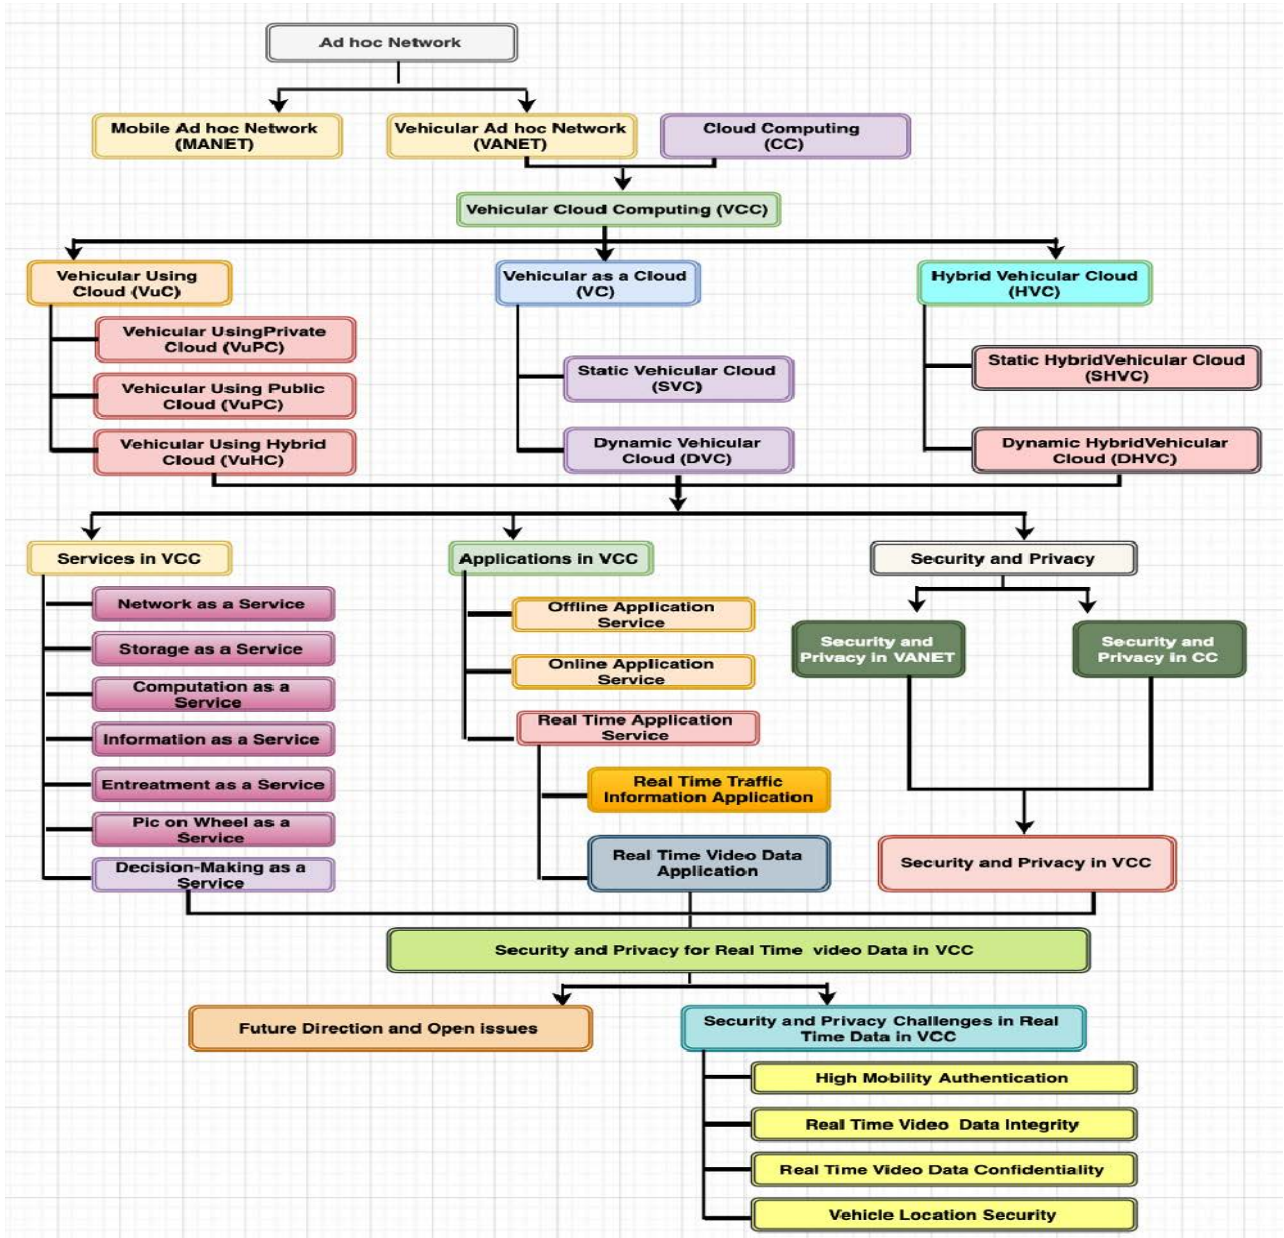 Ad hoc Network
Mobile Ad hoc Network
(MANET)
Vehicular Ad hoc Network
(VANET)
Cloud Computing
(CC)
Vehicular Cloud Computing (VCC)
Vehicular Using
Cloud (VuC)
Vehicular as a Cloud
(VC)
Hybrid Vehicular Cloud
(HVC)
Vehicular UsingPrivate
Cloud (VuPC)
Vehicular Using Public
Cloud (VuPC)
Vehicular Using Hybrid
Cloud (VuHC)
Static Vehicular Cloud
(SVC)
Dynamic Vehicular
Cloud (DVC)
Static HybridVehicular Cloud
(SHVC)
Dynamic HybridVehicular
Cloud (DHVC)
Services in VCC
Applications in VCC
Security and Privacy
Network as a Service
Storage as a Service
Computation as a
Service
Information as a Service
Entreatment as a Service
Pic on Wheel as a
Service
Decision-Making as a
Service
Offline Application
Service
Online Application
Service
Real Time Application
Service
Real Time Traffic
Information Application
Real Time Video Data
Application
Security and
Privacy in VANET
Security and
Privacy in CC
Security and Privacy in VCC
Security and Privacy for Real Time video Data in VCC
Future Direction and Open issues
Security and Privacy Challenges in Real
Time Data in VCC
High Mobility Authentication
Real Time Video Data Integrity
Real Time Video Data Confidentiality
Vehicle Location Security